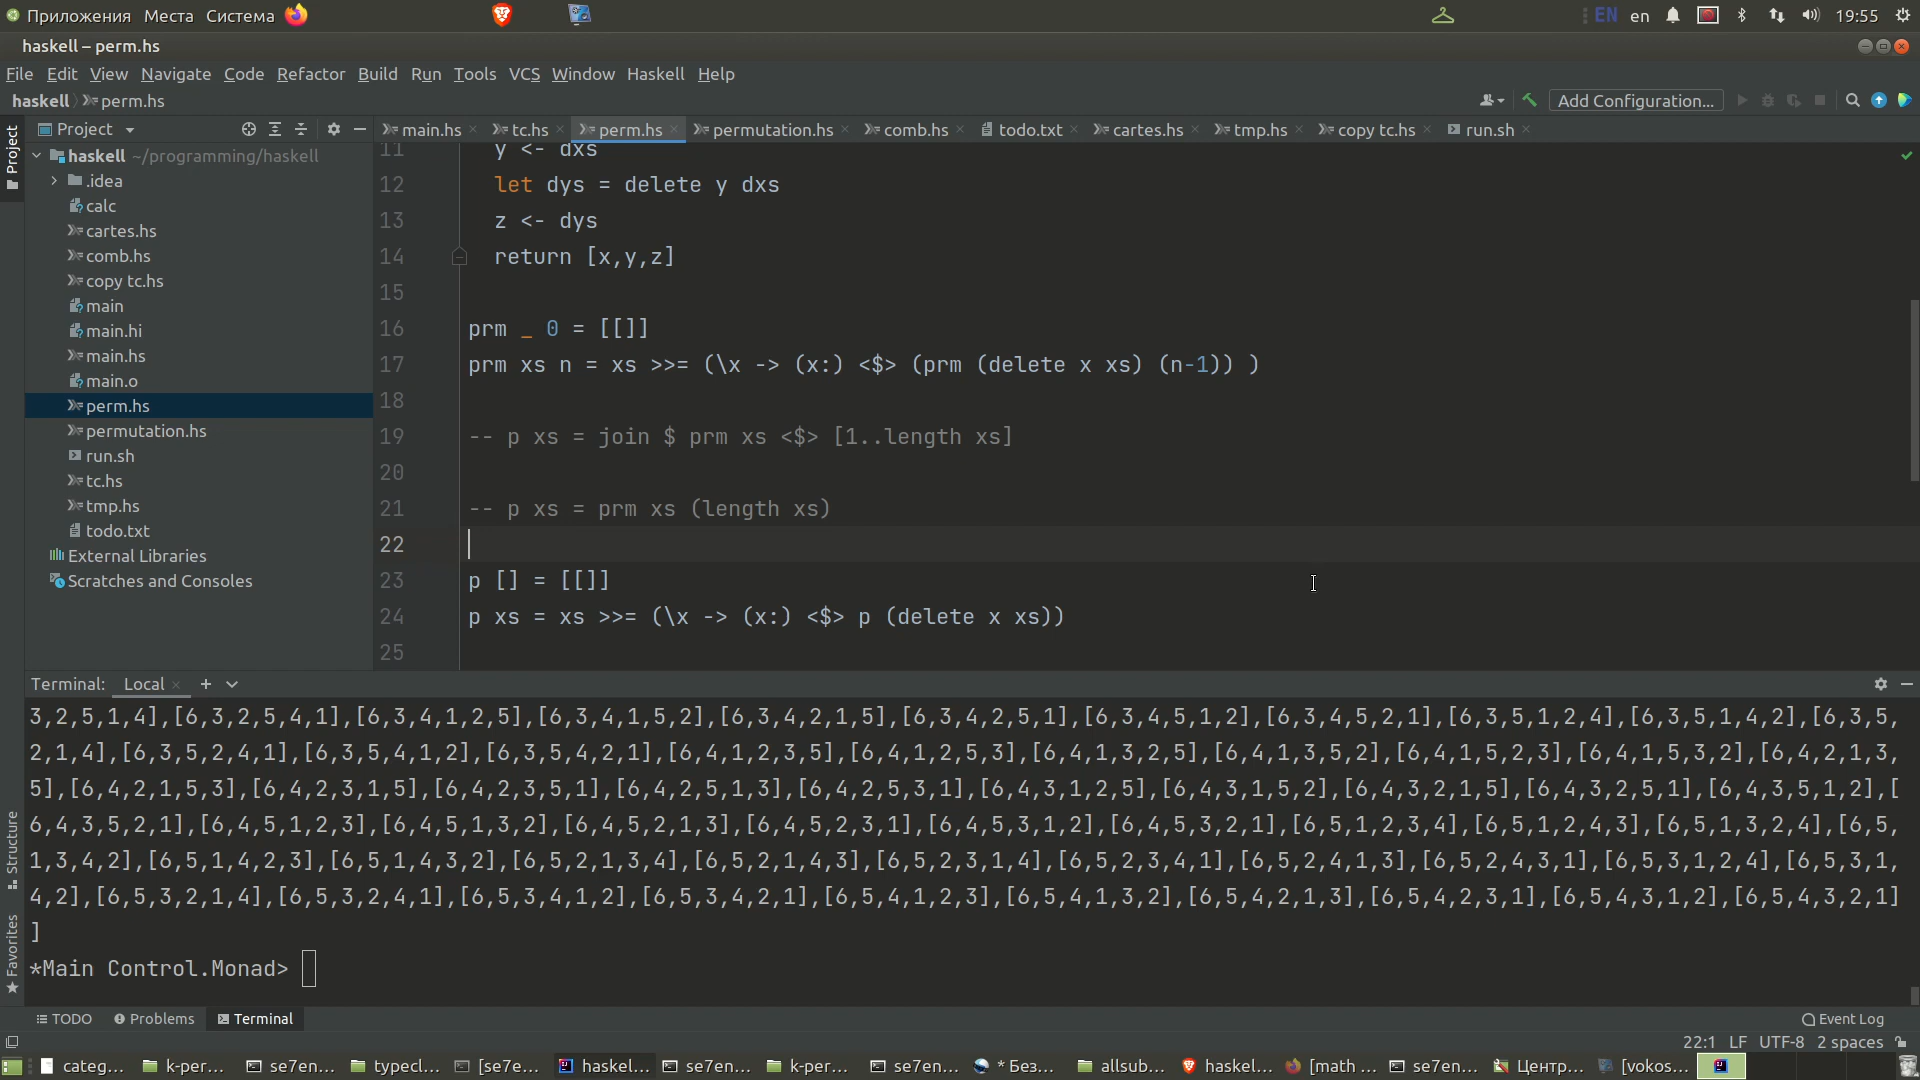 Приложения Места Система EN en 19:55
haskell – perm.hs
File Edit View Navigate Code Refactor Build Run Tools VCS Window Haskell Help
haskell perm.hs Add Configuration...
Project main.hs tc.hs perm.hs permutation.hs comb.hs todo.txt cartes.hs tmp.hs copy tc.hs run.sh
Project
haskell ~/programming/haskell
.idea
calc
cartes.hs
comb.hs
copy tc.hs
main
main.hi
main.hs
main.o
perm.hs
permutation.hs
run.sh
tc.hs
tmp.hs
todo.txt
External Libraries
Scratches and Consoles
11 y <- dxs
12 let dys = delete y dxs
13 z <- dys
14 return [x,y,z]
15
16 prm _ 0 = [[]]
17 prm xs n = xs >>= (\x -> (x:) <$> (prm (delete x xs) (n-1)) )
18
19 -- p xs = join $ prm xs <$> [1..length xs]
20
21 -- p xs = prm xs (length xs)
22
23 p [] = [[]]
24 p xs = xs >>= (\x -> (x:) <$> p (delete x xs))
25
Terminal: Local
3,2,5,1,4],[6,3,2,5,4,1],[6,3,4,1,2,5],[6,3,4,1,5,2],[6,3,4,2,1,5],[6,3,4,2,5,1],[6,3,4,5,1,2],[6,3,4,5,2,1],[6,3,5,1,2,4],[6,3,5,1,4,2],[6,3,5,
2,1,4],[6,3,5,2,4,1],[6,3,5,4,1,2],[6,3,5,4,2,1],[6,4,1,2,3,5],[6,4,1,2,5,3],[6,4,1,3,2,5],[6,4,1,3,5,2],[6,4,1,5,2,3],[6,4,1,5,3,2],[6,4,2,1,3,
5],[6,4,2,1,5,3],[6,4,2,3,1,5],[6,4,2,3,5,1],[6,4,2,5,1,3],[6,4,2,5,3,1],[6,4,3,1,2,5],[6,4,3,1,5,2],[6,4,3,2,1,5],[6,4,3,2,5,1],[6,4,3,5,1,2],[
6,4,3,5,2,1],[6,4,5,1,2,3],[6,4,5,1,3,2],[6,4,5,2,1,3],[6,4,5,2,3,1],[6,4,5,3,1,2],[6,4,5,3,2,1],[6,5,1,2,3,4],[6,5,1,2,4,3],[6,5,1,3,2,4],[6,5,
1,3,4,2],[6,5,1,4,2,3],[6,5,1,4,3,2],[6,5,2,1,3,4],[6,5,2,1,4,3],[6,5,2,3,1,4],[6,5,2,3,4,1],[6,5,2,4,1,3],[6,5,2,4,3,1],[6,5,3,1,2,4],[6,5,3,1,
4,2],[6,5,3,2,1,4],[6,5,3,2,4,1],[6,5,3,4,1,2],[6,5,3,4,2,1],[6,5,4,1,2,3],[6,5,4,1,3,2],[6,5,4,2,1,3],[6,5,4,2,3,1],[6,5,4,3,1,2],[6,5,4,3,2,1]
]
*Main Control.Monad>
Structure
Favorites
TODO Problems Terminal Event Log
22:1 LF UTF-8 2 spaces
categ... k-per... se7en... typecl... [se7e... haskel... se7en... k-per... se7en... * Без... allsub... haskel... [math ... se7en... Центр... [vokos...